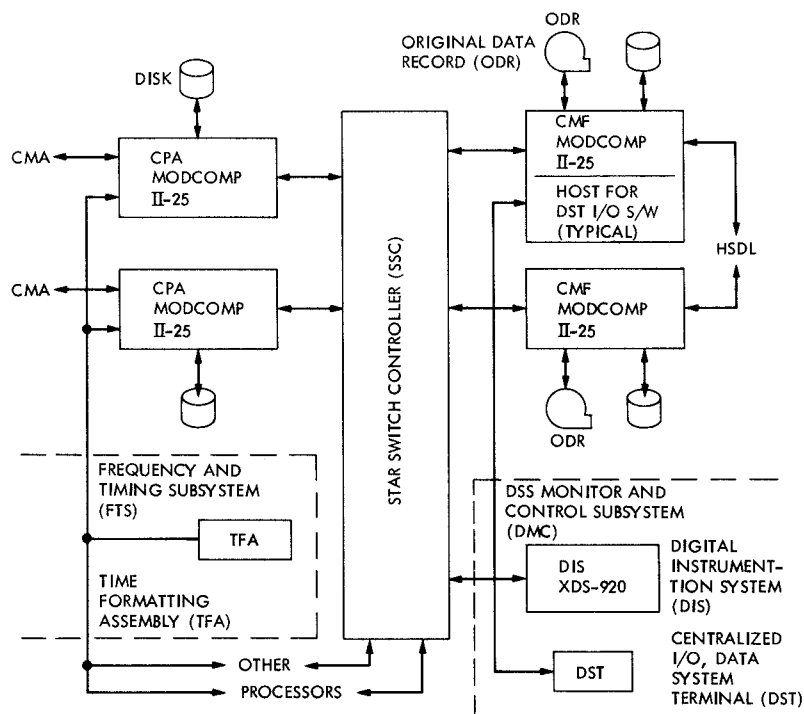 ODR
ORIGINAL DATA
RECORD (ODR)
DISK
CMA
CPA
MODCOMP
II-25
CMF
MODCOMP
II-25
HOST FOR
DST I/O S/W
(TYPICAL)
HSDL
CMA
CPA
MODCOMP
II-25
CMF
MODCOMP
II-25
STAR SWITCH CONTROLLER (SSC)
ODR
FREQUENCY AND
TIMING SUBSYSTEM
(FTS)
TFA
TIME
FORMATTING
ASSEMBLY (TFA)
DSS MONITOR AND
CONTROL SUBSYSTEM
(DMC)
DIS
XDS-920
DIGITAL
INSTRUMEN-
TION SYSTEM
(DIS)
OTHER
PROCESSORS
DST
CENTRALIZED
I/O, DATA
SYSTEM
TERMINAL (DST)